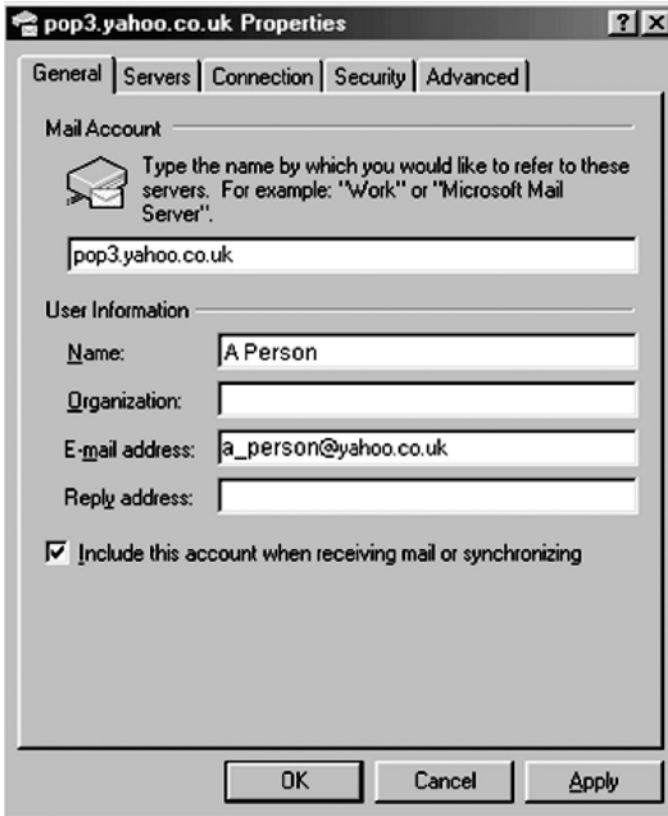 pop3.yahoo.co.uk Properties
? X
General Servers Connection Security Advanced
Mail Account
Type the name by which you would like to refer to these
servers. For example: "Work" or "Microsoft Mail
Server".
pop3.yahoo.co.uk
User Information
Name: A Person
Organization:
E-mail address: a_person@yahoo.co.uk
Reply address:
Include this account when receiving mail or synchronizing
OK Cancel Apply